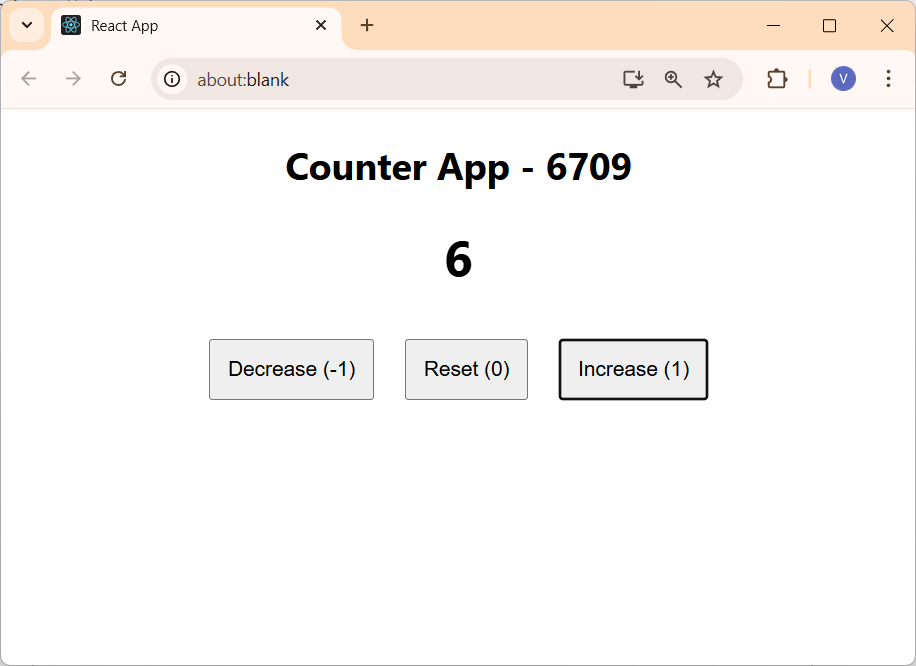 React App
about:blank
V
Counter App - 6709
6
Decrease (-1) Reset (0) Increase (1)